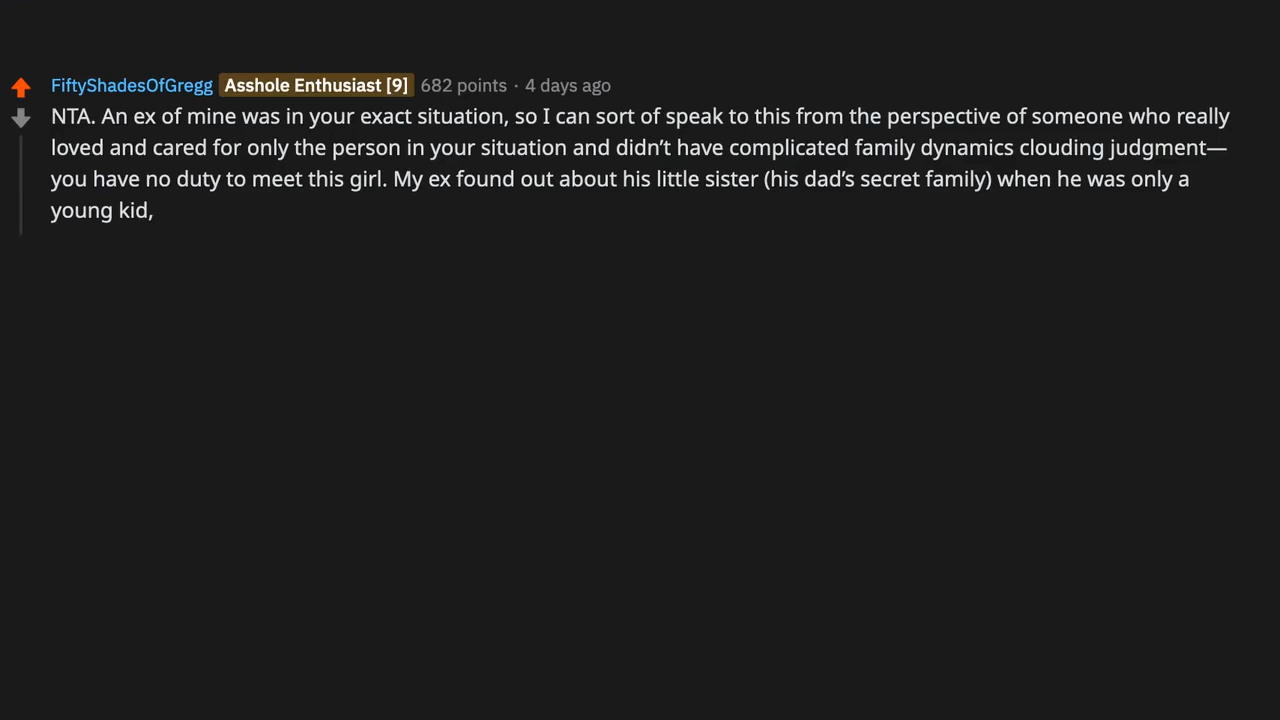 FiftyShadesOfGregg Asshole Enthusiast [9] 682 points · 4 days ago
NTA. An ex of mine was in your exact situation, so I can sort of speak to this from the perspective of someone who really
loved and cared for only the person in your situation and didn’t have complicated family dynamics clouding judgment—
you have no duty to meet this girl. My ex found out about his little sister (his dad’s secret family) when he was only a
young kid,